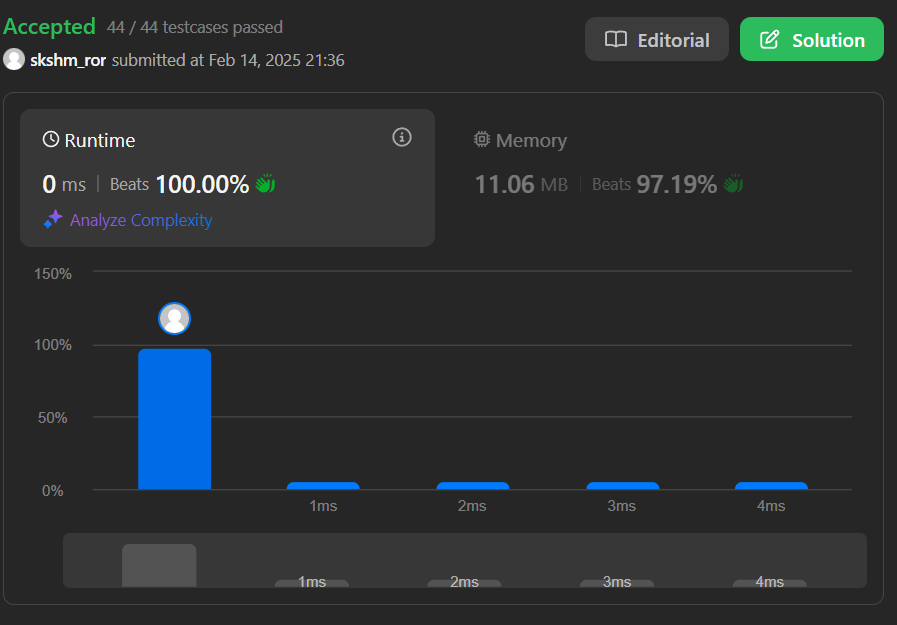 Accepted 44 / 44 testcases passed
Editorial
Solution
skshm_ror submitted at Feb 14, 2025 21:36
Runtime
0 ms | Beats 100.00%
Analyze Complexity
Memory
11.06 MB | Beats 97.19%
150%
100%
50%
0%
1ms 2ms 3ms 4ms
1ms 2ms 3ms 4ms